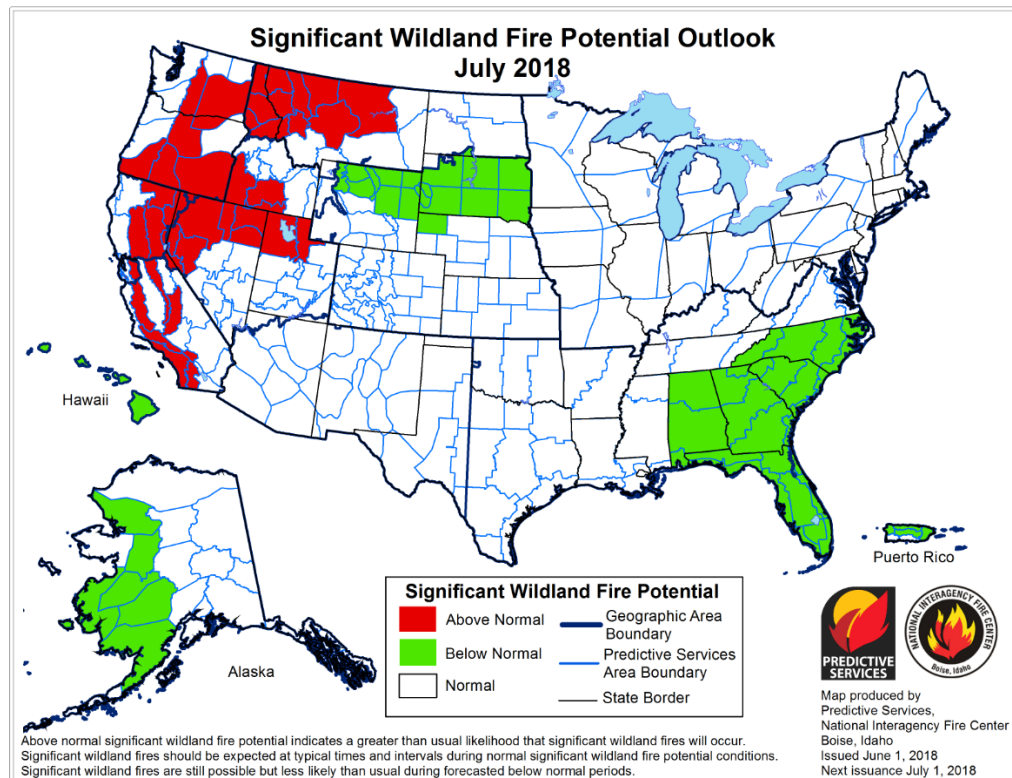 Significant Wildland Fire Potential Outlook
July 2018
Hawaii
Alaska
Puerto Rico
Significant Wildland Fire Potential
Above Normal
Below Normal
Normal
Geographic Area
Boundary
Predictive Services
Area Boundary
State Border
PREDICTIVE
SERVICES
NATIONAL INTERAGENCY FIRE CENTER
Boise, Idaho
Map produced by
Predictive Services,
National Interagency Fire Center
Boise, Idaho
Issued June 1, 2018
Next issuance July 1, 2018
Above normal significant wildland fire potential indicates a greater than usual likelihood that significant wildland fires will occur.
Significant wildland fires should be expected at typical times and intervals during normal significant wildland fire potential conditions.
Significant wildland fires are still possible but less likely than usual during forecasted below normal periods.